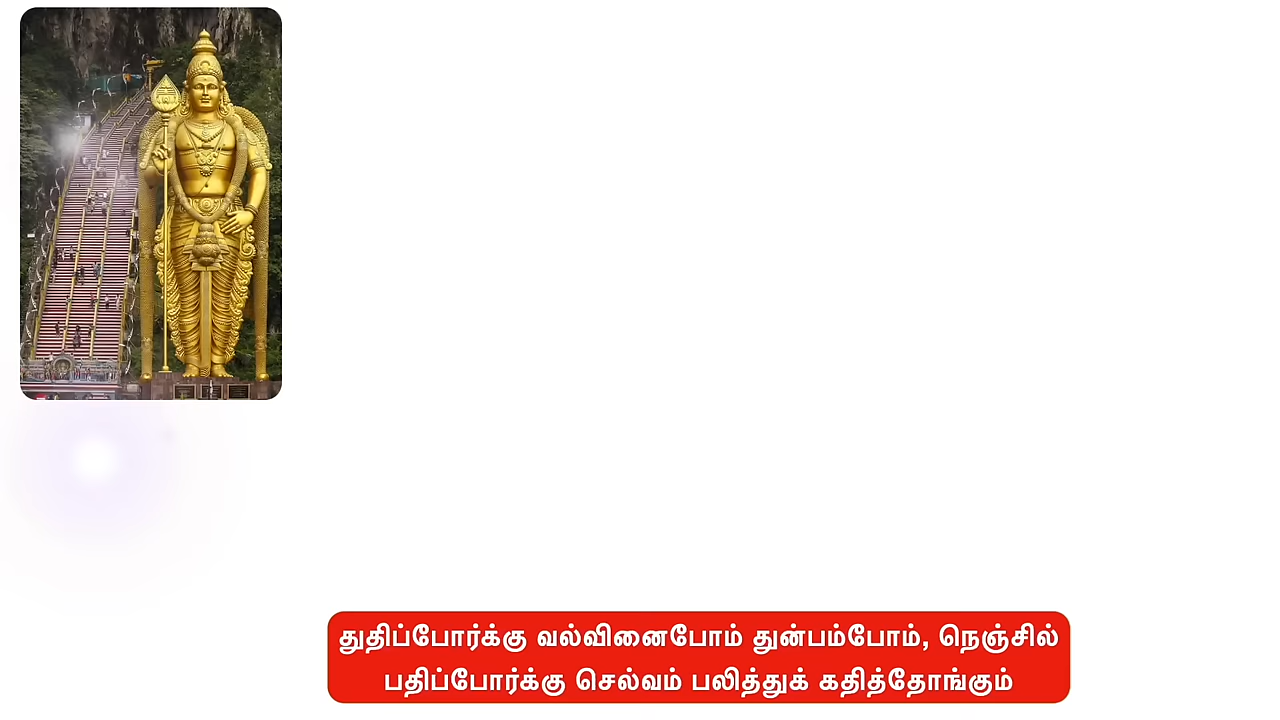 துதிப்போர்க்கு வல்வினைபோம் துன்பம்போம், நெஞ்சில்
பதிப்போர்க்கு செல்வம் பலித்துக் கதித்தோங்கும்